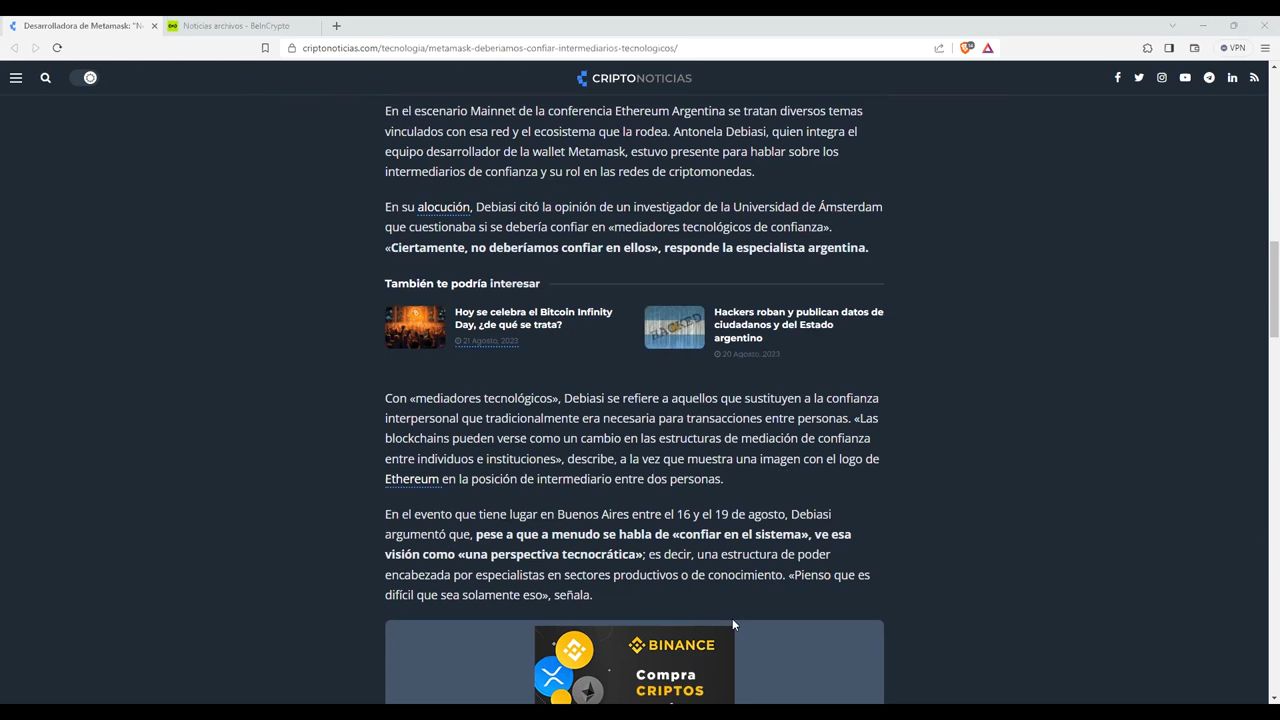 Desarrolladora de Metamask: "N
Noticias archivos - BeInCrypto
criptonoticias.com/tecnologia/metamask-deberiamos-confiar-intermediarios-tecnologicos/
VPN
CRIPTONOTICIAS
En el escenario Mainnet de la conferencia Ethereum Argentina se tratan diversos temas
vinculados con esa red y el ecosistema que la rodea. Antonela Debiasi, quien integra el
equipo desarrollador de la wallet Metamask, estuvo presente para hablar sobre los
intermediarios de confianza y su rol en las redes de criptomonedas.
En su alocución, Debiasi citó la opinión de un investigador de la Universidad de Ámsterdam
que cuestionaba si se debería confiar en «mediadores tecnológicos de confianza».
«Ciertamente, no deberíamos confiar en ellos», responde la especialista argentina.
También te podría interesar
Hoy se celebra el Bitcoin Infinity
Day, ¿de qué se trata?
21 Agosto, 2023
HACKED
Hackers roban y publican datos de
ciudadanos y del Estado
argentino
20 Agosto, 2023
Con «mediadores tecnológicos», Debiasi se refiere a aquellos que sustituyen a la confianza
interpersonal que tradicionalmente era necesaria para transacciones entre personas. «Las
blockchains pueden verse como un cambio en las estructuras de mediación de confianza
entre individuos e instituciones», describe, a la vez que muestra una imagen con el logo de
Ethereum en la posición de intermediario entre dos personas.
En el evento que tiene lugar en Buenos Aires entre el 16 y el 19 de agosto, Debiasi
argumentó que, pese a que a menudo se habla de «confiar en el sistema», ve esa
visión como «una perspectiva tecnocrática»; es decir, una estructura de poder
encabezada por especialistas en sectores productivos o de conocimiento. «Pienso que es
difícil que sea solamente eso», señala.
BINANCE
Compra
CRIPTOS